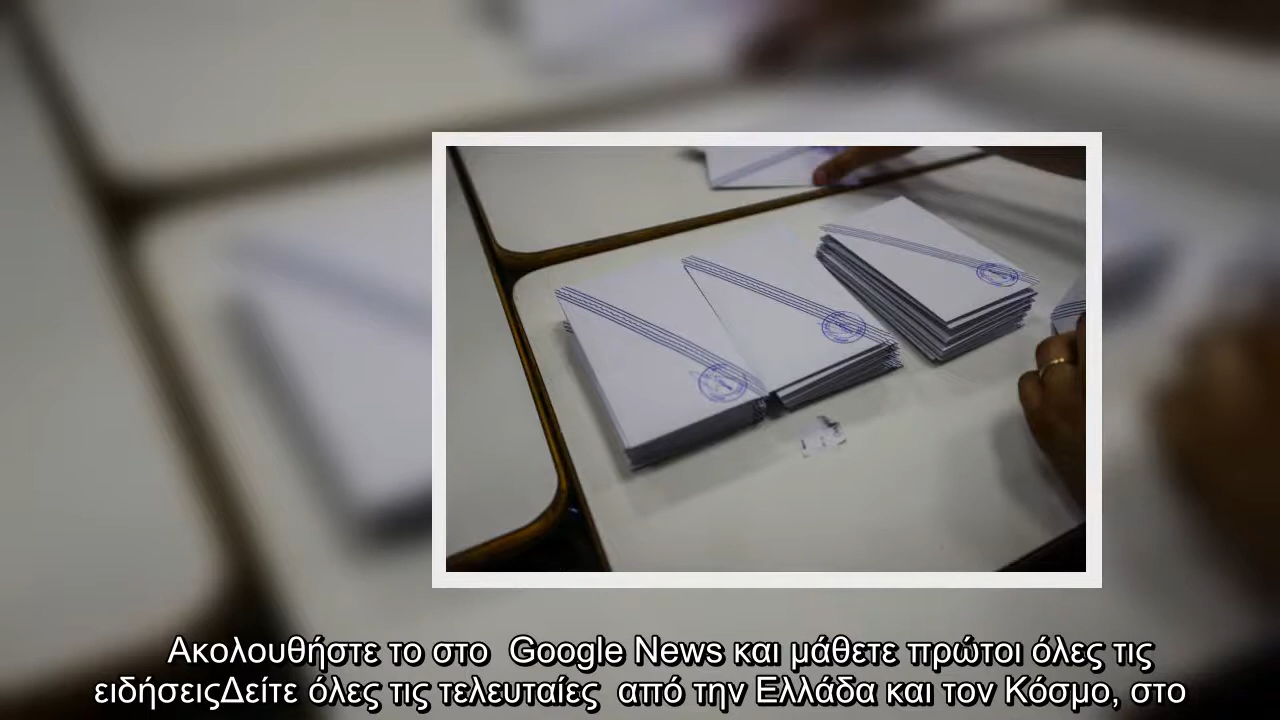 Ακολουθήστε το στο  Google News και μάθετε πρώτοι όλες τις
ειδήσειςΔείτε όλες τις τελευταίες  από την Ελλάδα και τον Κόσμο, στο